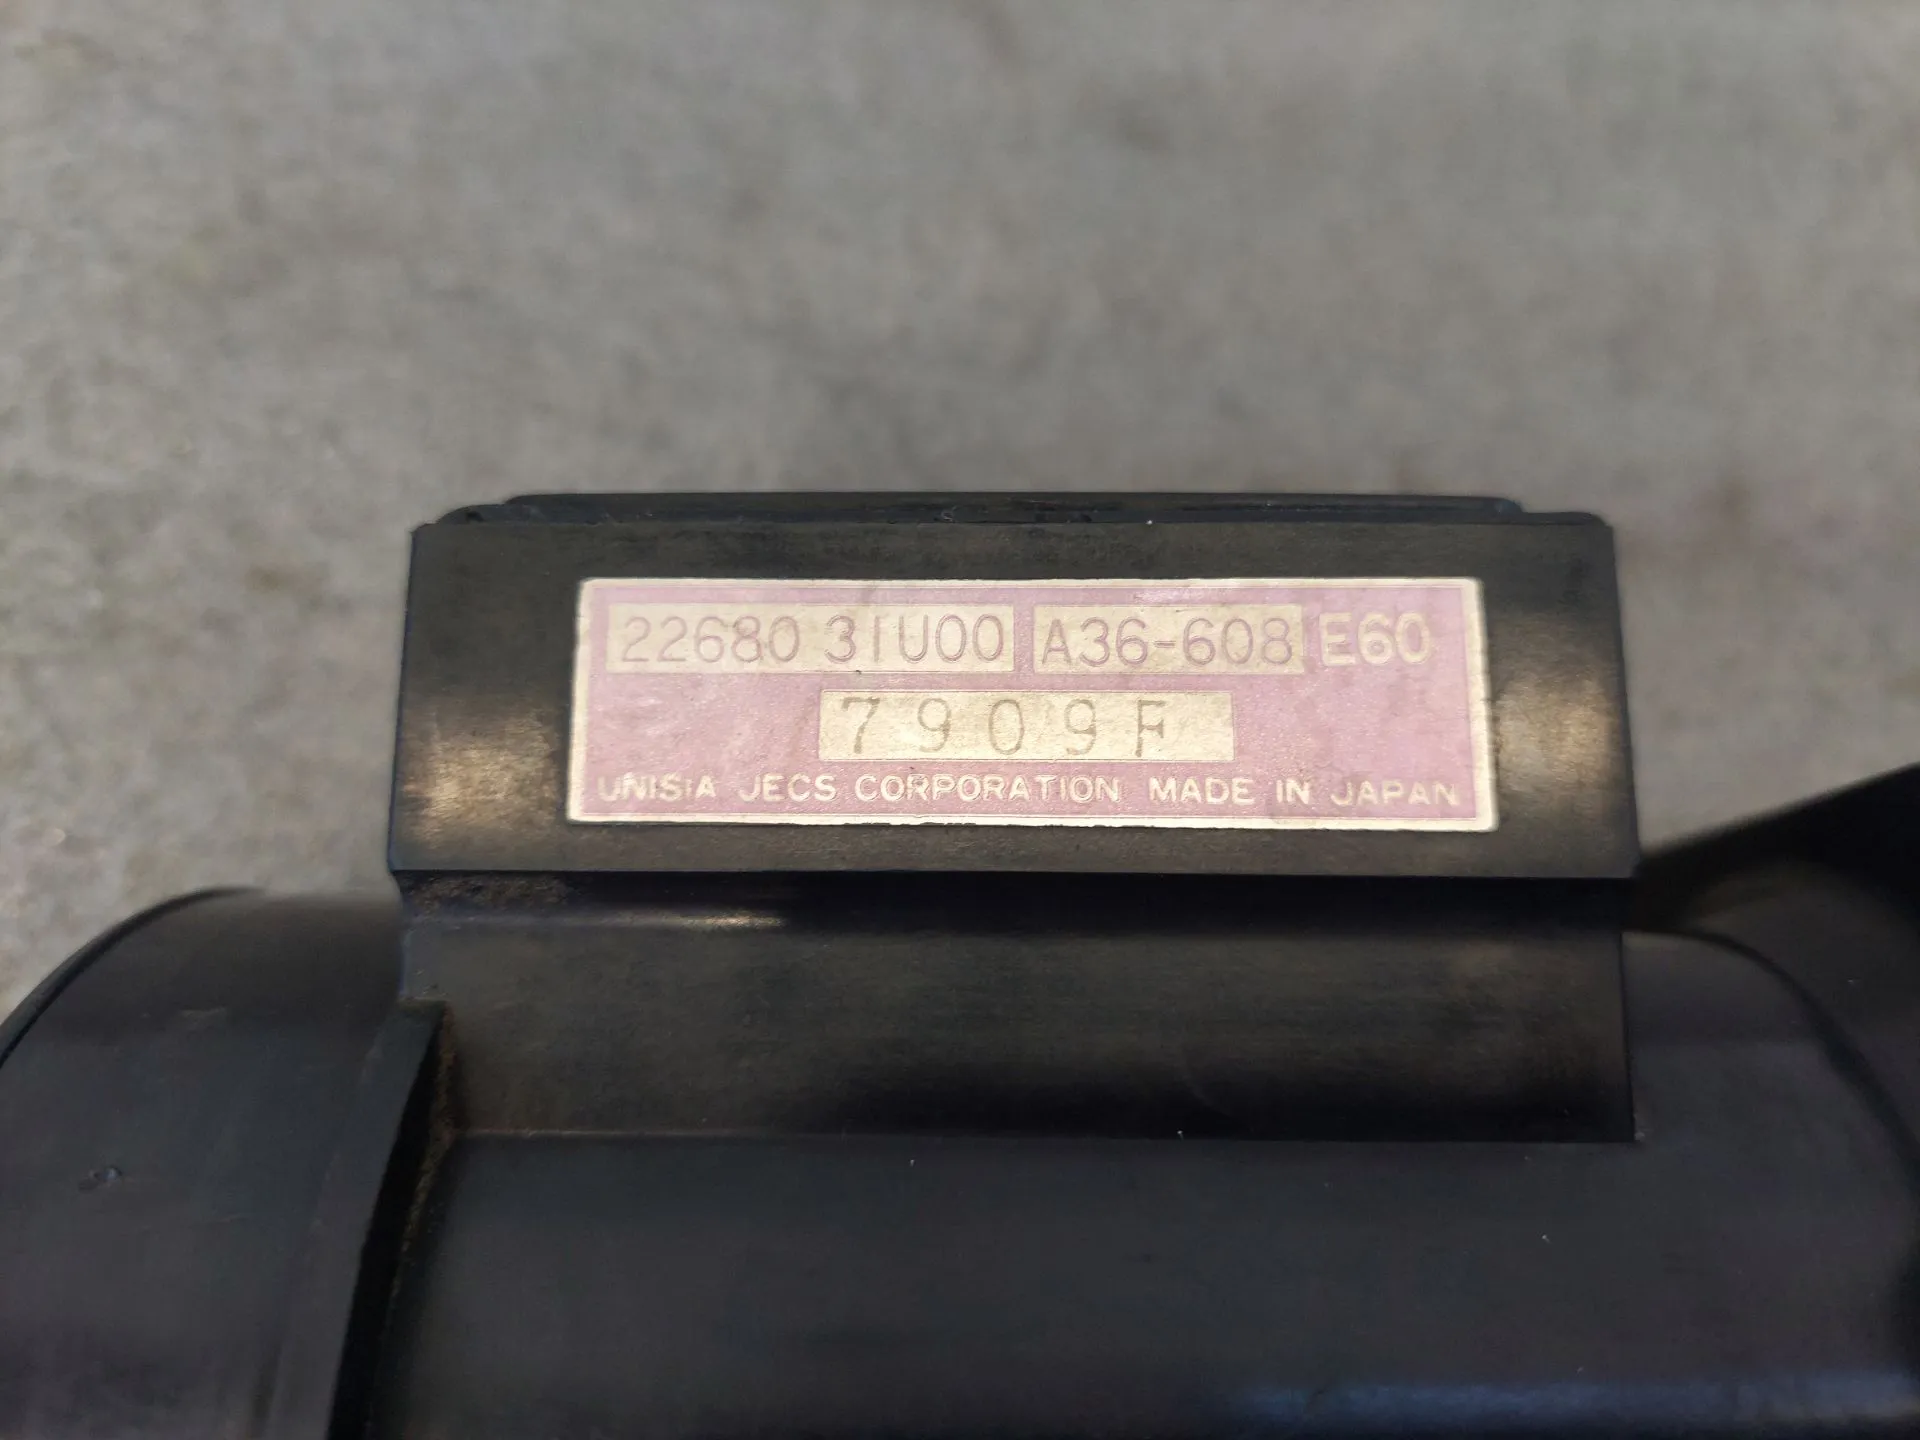 22680 31U00 A36-608 E60
7909F
UNISIA JECS CORPORATION MADE IN JAPAN